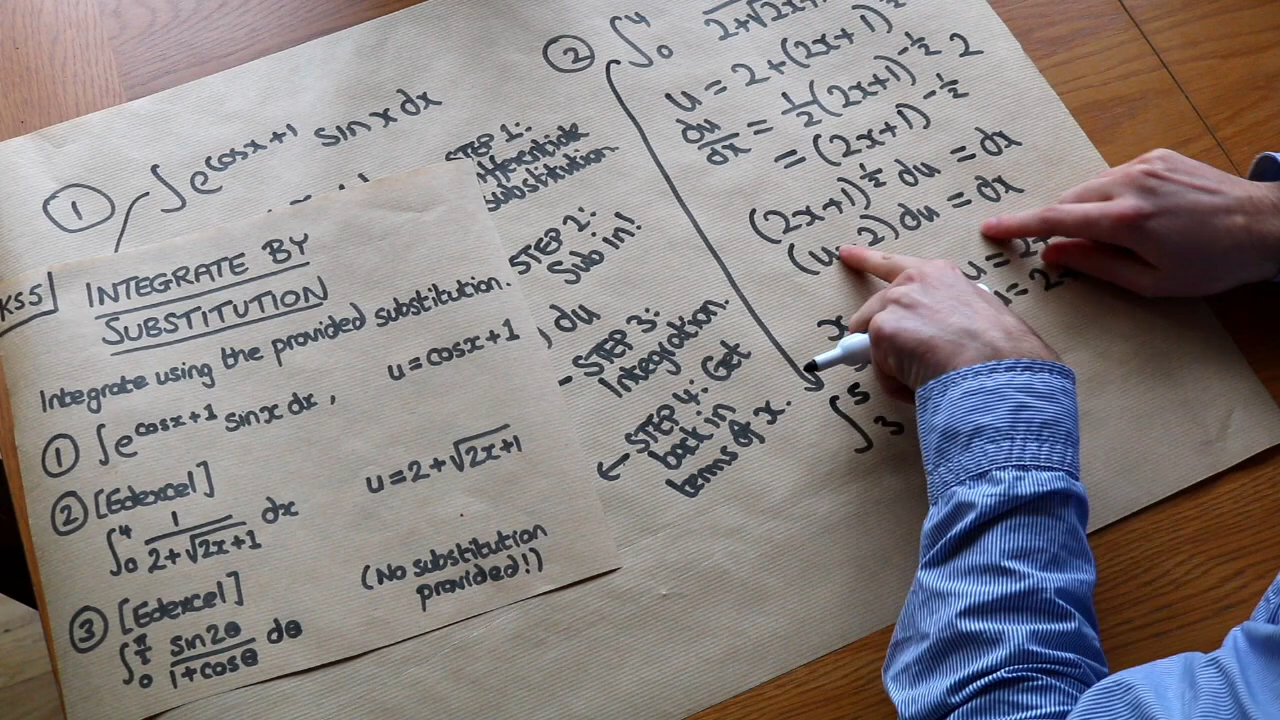 ① ∫e^(cosx+1) sinx dx
STEP 1:
substitution.
STEP 2:
Sub in!
, du
- STEP 3:
Integration.
← STEP 4: Get
back in
terms of x.
KS5
INTEGRATE BY
SUBSTITUTION
Integrate using the provided substitution.
① ∫e^(cosx+1) sinx dx , u=cosx+1
② [Edexcel]
∫₀⁴ 1/(2+√(2x+1)) dx u=2+√(2x+1)
③ [Edexcel] (No substitution
provided!)
∫₀^(π/2) sin2θ/(1+cosθ) dθ
② ∫₀⁴
u = 2+(2x+1)^(1/2)
du/dx = 1/2(2x+1)^(-1/2) 2
= (2x+1)^(-1/2)
(2x+1)^(1/2) du = dx
(u-2)du = dx
u = 2+
u = 2+
x
∫₃⁵